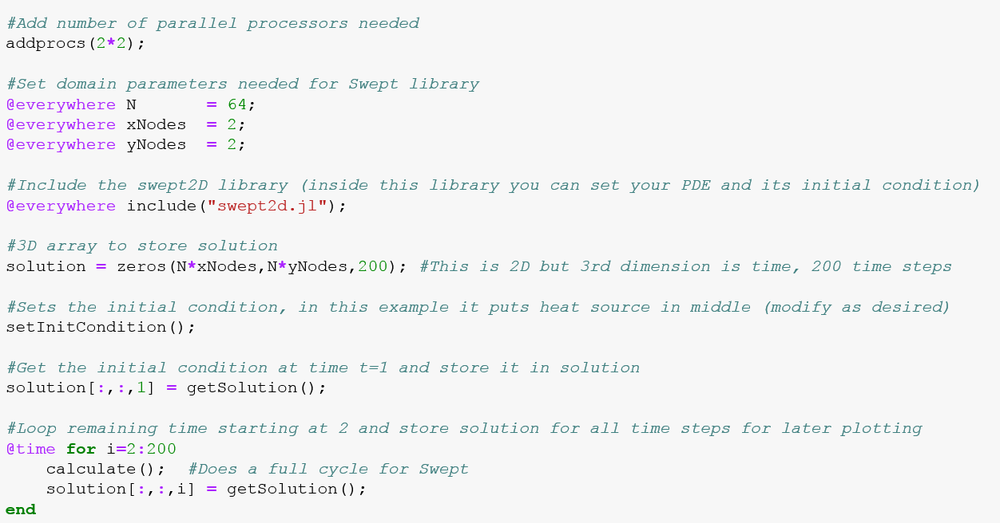 #Add number of parallel processors needed
addprocs(2*2);
#Set domain parameters needed for Swept library
@everywhere N       = 64;
@everywhere xNodes  = 2;
@everywhere yNodes  = 2;
#Include the swept2D library (inside this library you can set your PDE and its initial condition)
@everywhere include("swept2d.jl");
#3D array to store solution
solution = zeros(N*xNodes,N*yNodes,200); #This is 2D but 3rd dimension is time, 200 time steps
#Sets the initial condition, in this example it puts heat source in middle (modify as desired)
setInitCondition();
#Get the initial condition at time t=1 and store it in solution
solution[:,:,1] = getSolution();
#Loop remaining time starting at 2 and store solution for all time steps for later plotting
@time for i=2:200
    calculate();  #Does a full cycle for Swept
    solution[:,:,i] = getSolution();
end